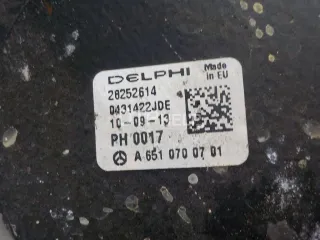 DELPHI
Made
in EU
28252614
0431422JDE
10-09-13
PH 0017
A 651 070 07 01